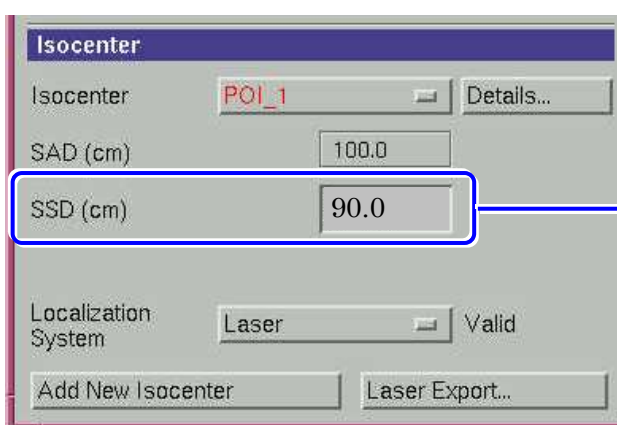 Isocenter
Isocenter POI_1 Details...
SAD (cm) 100.0
SSD (cm) 90.0
Localization
System Laser Valid
Add New Isocenter Laser Export...